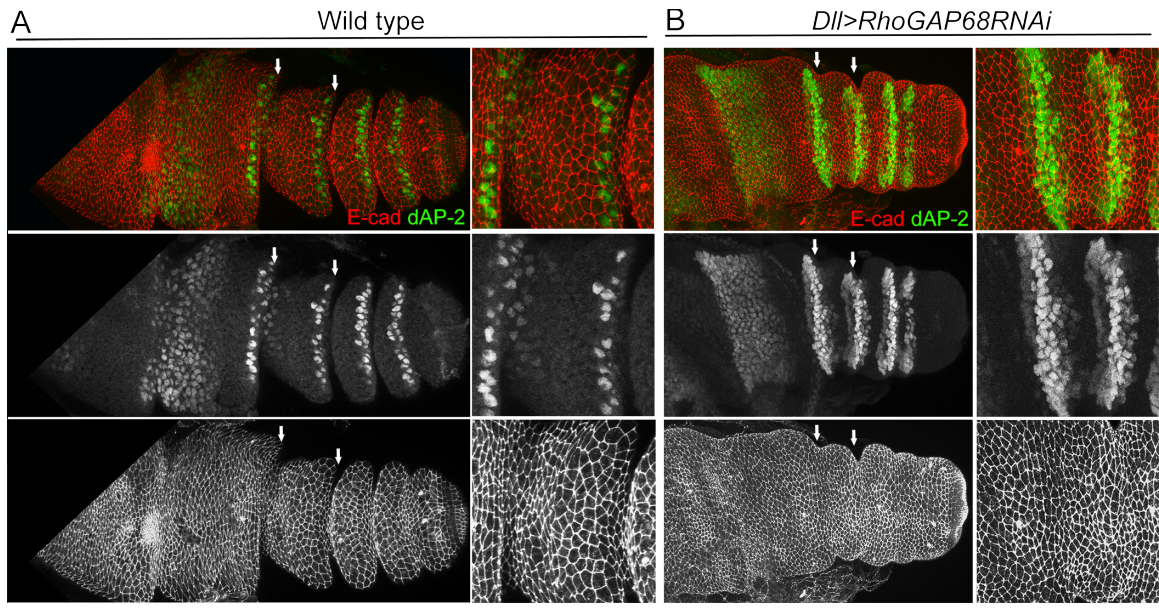 A
Wild type
B
Dll>RhoGAP68RNAi
E-cad dAP-2
E-cad dAP-2